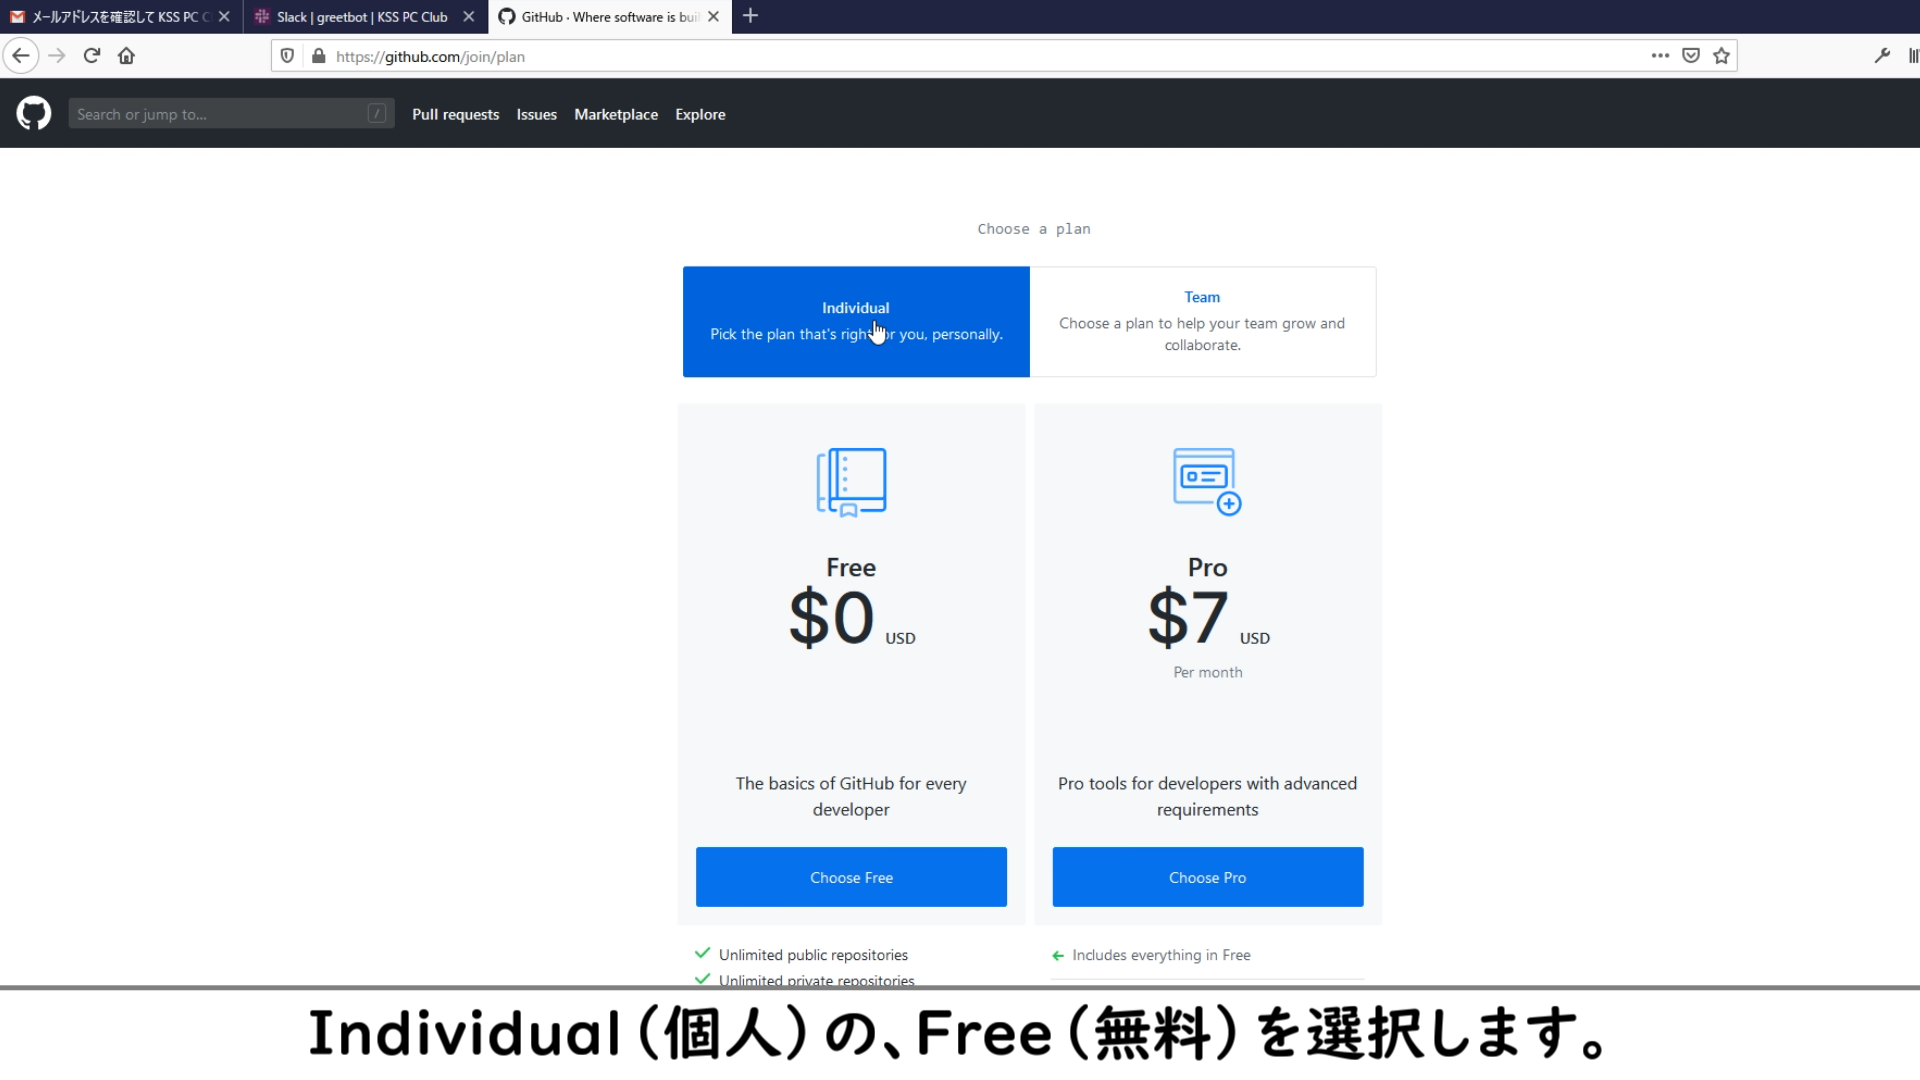 メールアドレスを確認して KSS PC C
Slack | greetbot | KSS PC Club
GitHub · Where software is buil
https://github.com/join/plan
Search or jump to...
/
Pull requests
Issues
Marketplace
Explore
Choose a plan
Individual
Pick the plan that's right for you, personally.
Team
Choose a plan to help your team grow and
collaborate.
Free
$0 USD
The basics of GitHub for every
developer
Choose Free
Pro
$7 USD
Per month
Pro tools for developers with advanced
requirements
Choose Pro
Unlimited public repositories
Unlimited private repositories
Includes everything in Free
Individual(個人)の、Free(無料)を選択します。